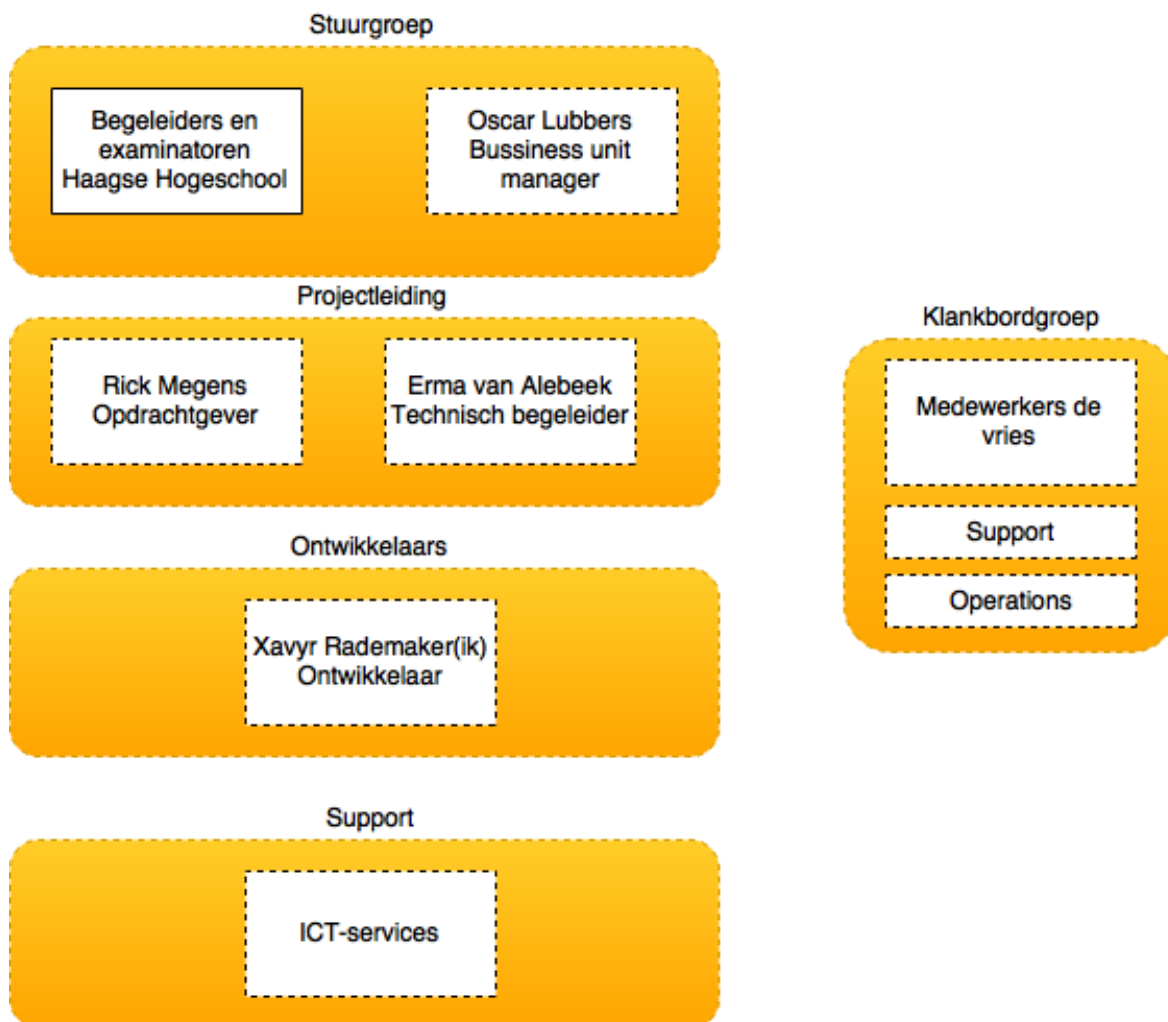 Stuurgroep
Begeleiders en
examinatoren
Haagse Hogeschool
Oscar Lubbers
Bussiness unit
manager
Projectleiding
Rick Megens
Opdrachtgever
Erma van Alebeek
Technisch begeleider
Klankbordgroep
Medewerkers de
vries
Support
Operations
Ontwikkelaars
Xavyr Rademaker(ik)
Ontwikkelaar
Support
ICT-services